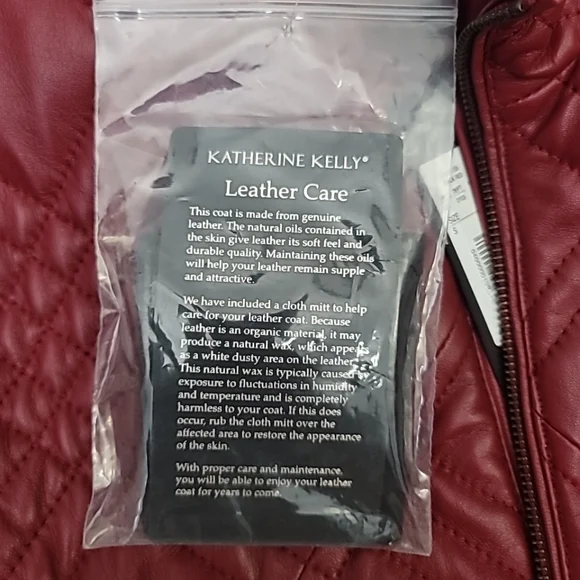 KATHERINE KELLY®
Leather Care
This coat is made from genuine
leather. The natural oils contained in
the skin give leather its soft feel and
durable quality. Maintaining these oils
will help your leather remain supple
and attractive.
We have included a cloth mitt to help
care for your leather coat. Because
leather is an organic material, it may
produce a natural wax, which appears
as a white dusty area on the leather.
This natural wax is typically caused by
exposure to fluctuations in humidity
and temperature and is completely
harmless to your coat. If this does
occur, rub the cloth mitt over the
affected area to restore the appearance
of the skin.
With proper care and maintenance,
you will be able to enjoy your leather
coat for years to come.